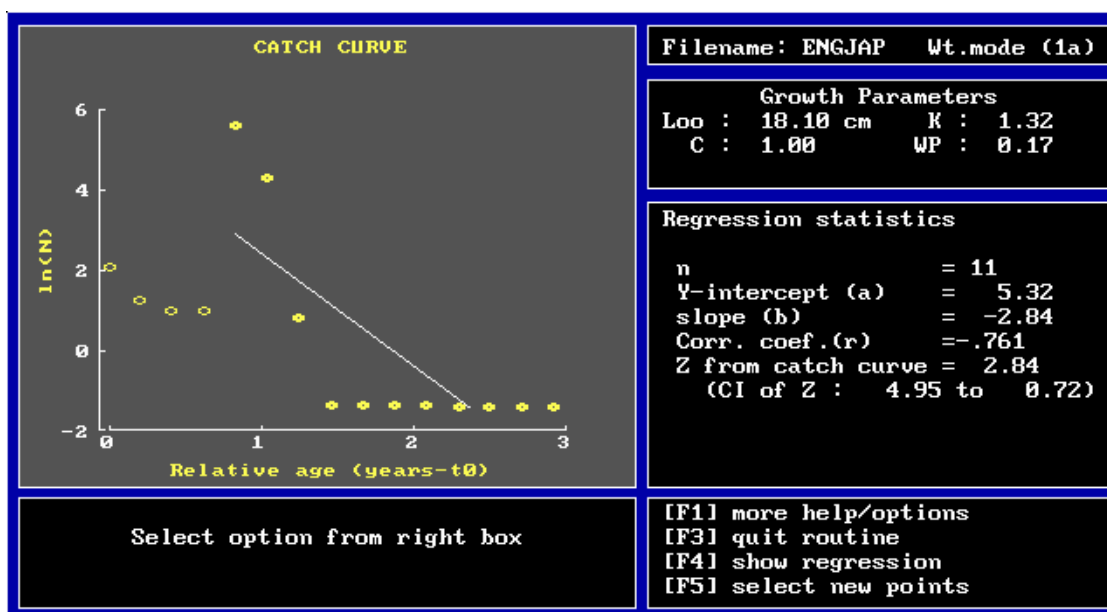 CATCH CURVE
6
4
2
0
-2
ln(N)
0 1 2 3
Relative age (years-t0)
Select option from right box
Filename: ENGJAP Wt.mode (1a)
Growth Parameters
Loo : 18.10 cm K : 1.32
C : 1.00 WP : 0.17
Regression statistics
n = 11
Y-intercept (a) = 5.32
slope (b) = -2.84
Corr. coef.(r) =-.761
Z from catch curve = 2.84
(CI of Z : 4.95 to 0.72)
[F1] more help/options
[F3] quit routine
[F4] show regression
[F5] select new points